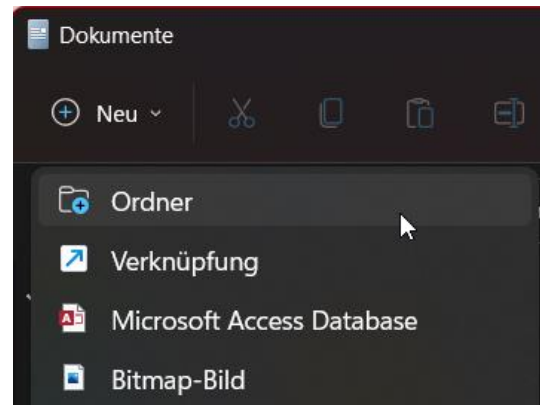 Dokumente
Neu
Ordner
Verknüpfung
Microsoft Access Database
Bitmap-Bild